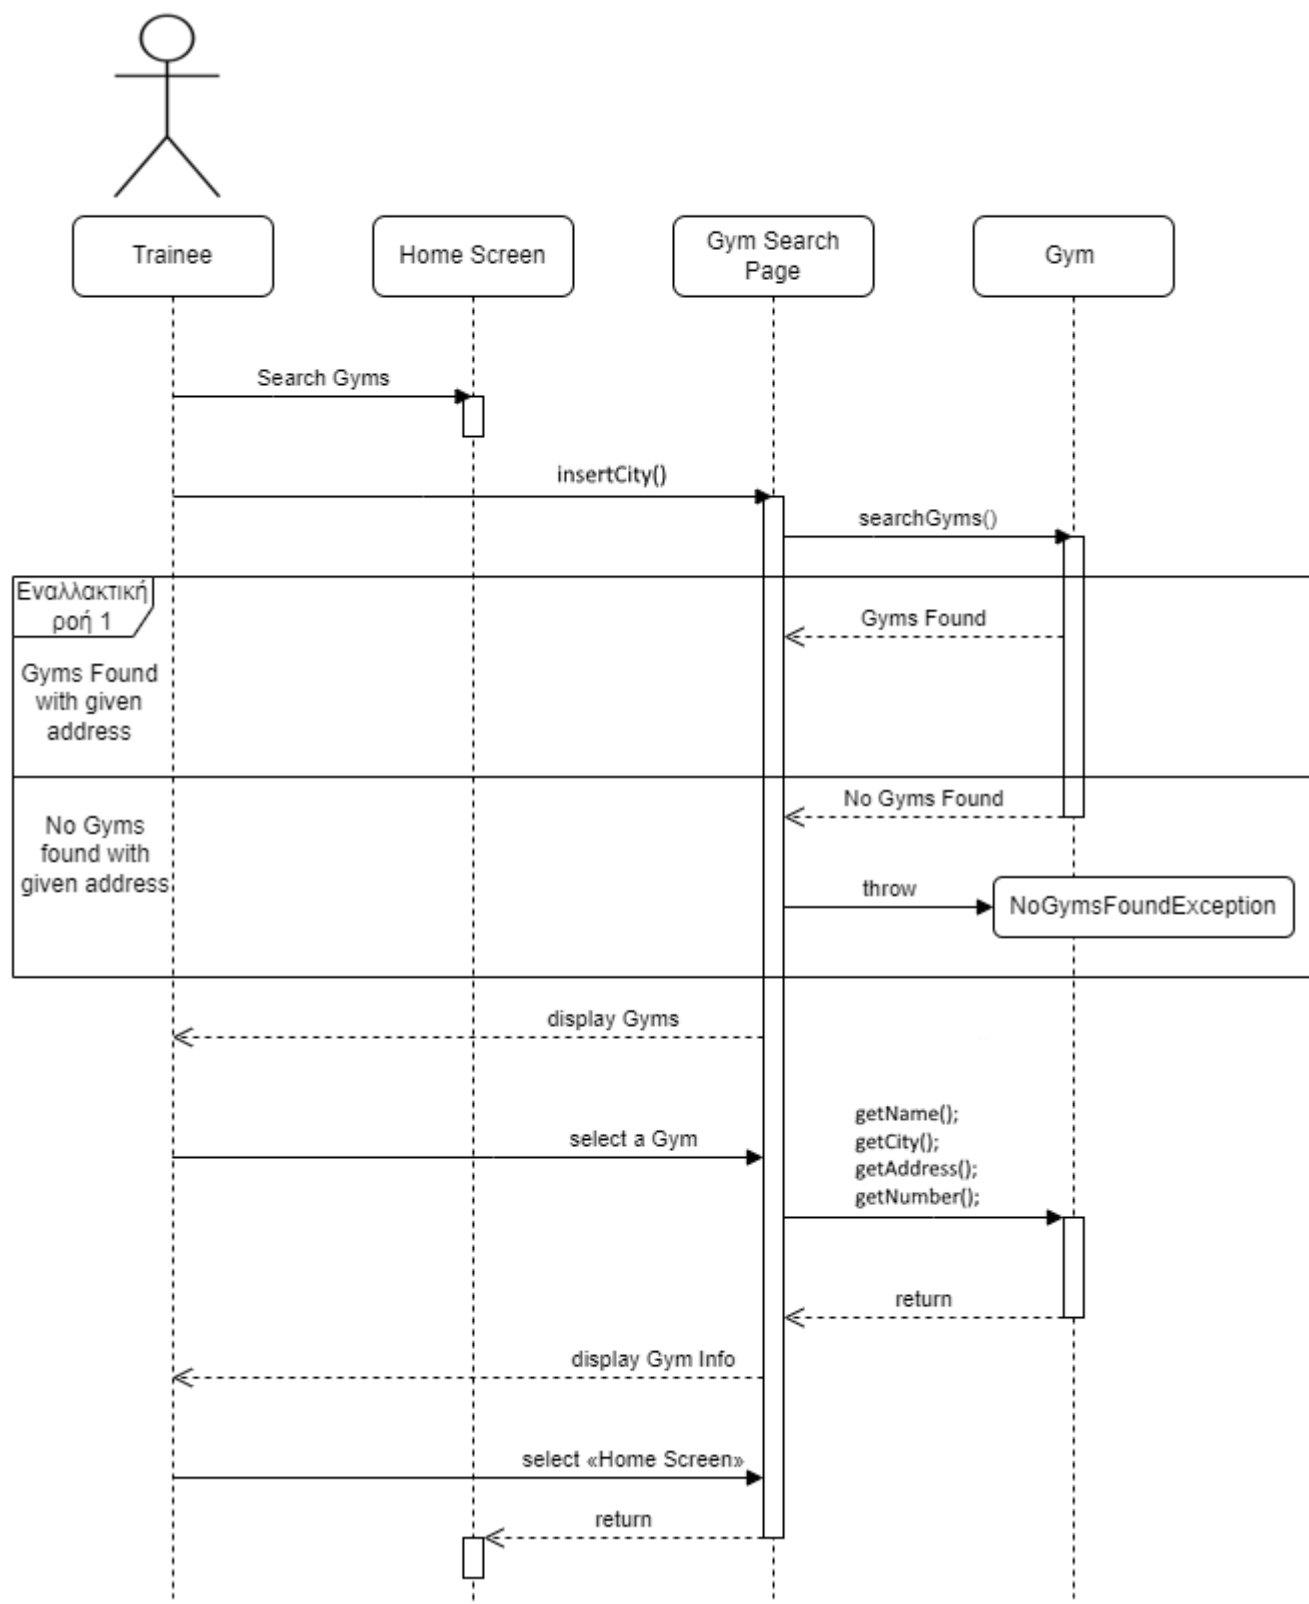 Trainee
Home Screen
Gym Search
Page
Gym
Search Gyms
insertCity()
searchGyms()
Εναλλακτική
ροή 1
Gyms Found
Gyms Found
with given
address
No Gyms Found
No Gyms
found with
given address
throw
NoGymsFoundException
display Gyms
getName();
getCity();
getAddress();
getNumber();
select a Gym
return
display Gym Info
select «Home Screen»
return